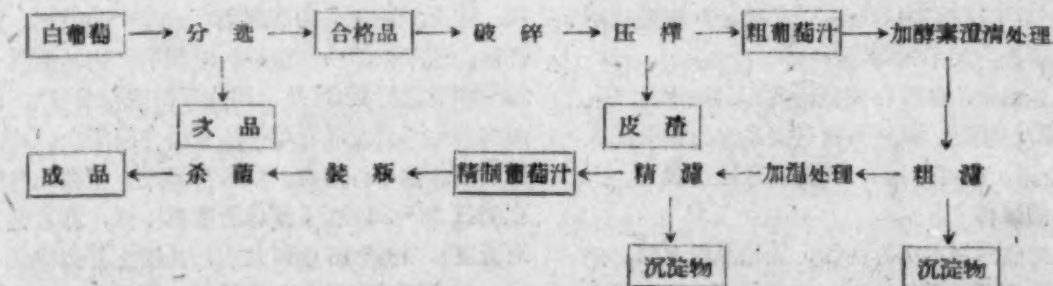 白葡萄 → 分选 → 合格品 → 破碎 → 压榨 → 粗葡萄汁 → 加酵素澄清处理
次品 皮渣
成品 ← 杀菌 ← 装瓶 ← 精制葡萄汁 ← 精滤 ← 加温处理 ← 粗滤
沉淀物 沉淀物